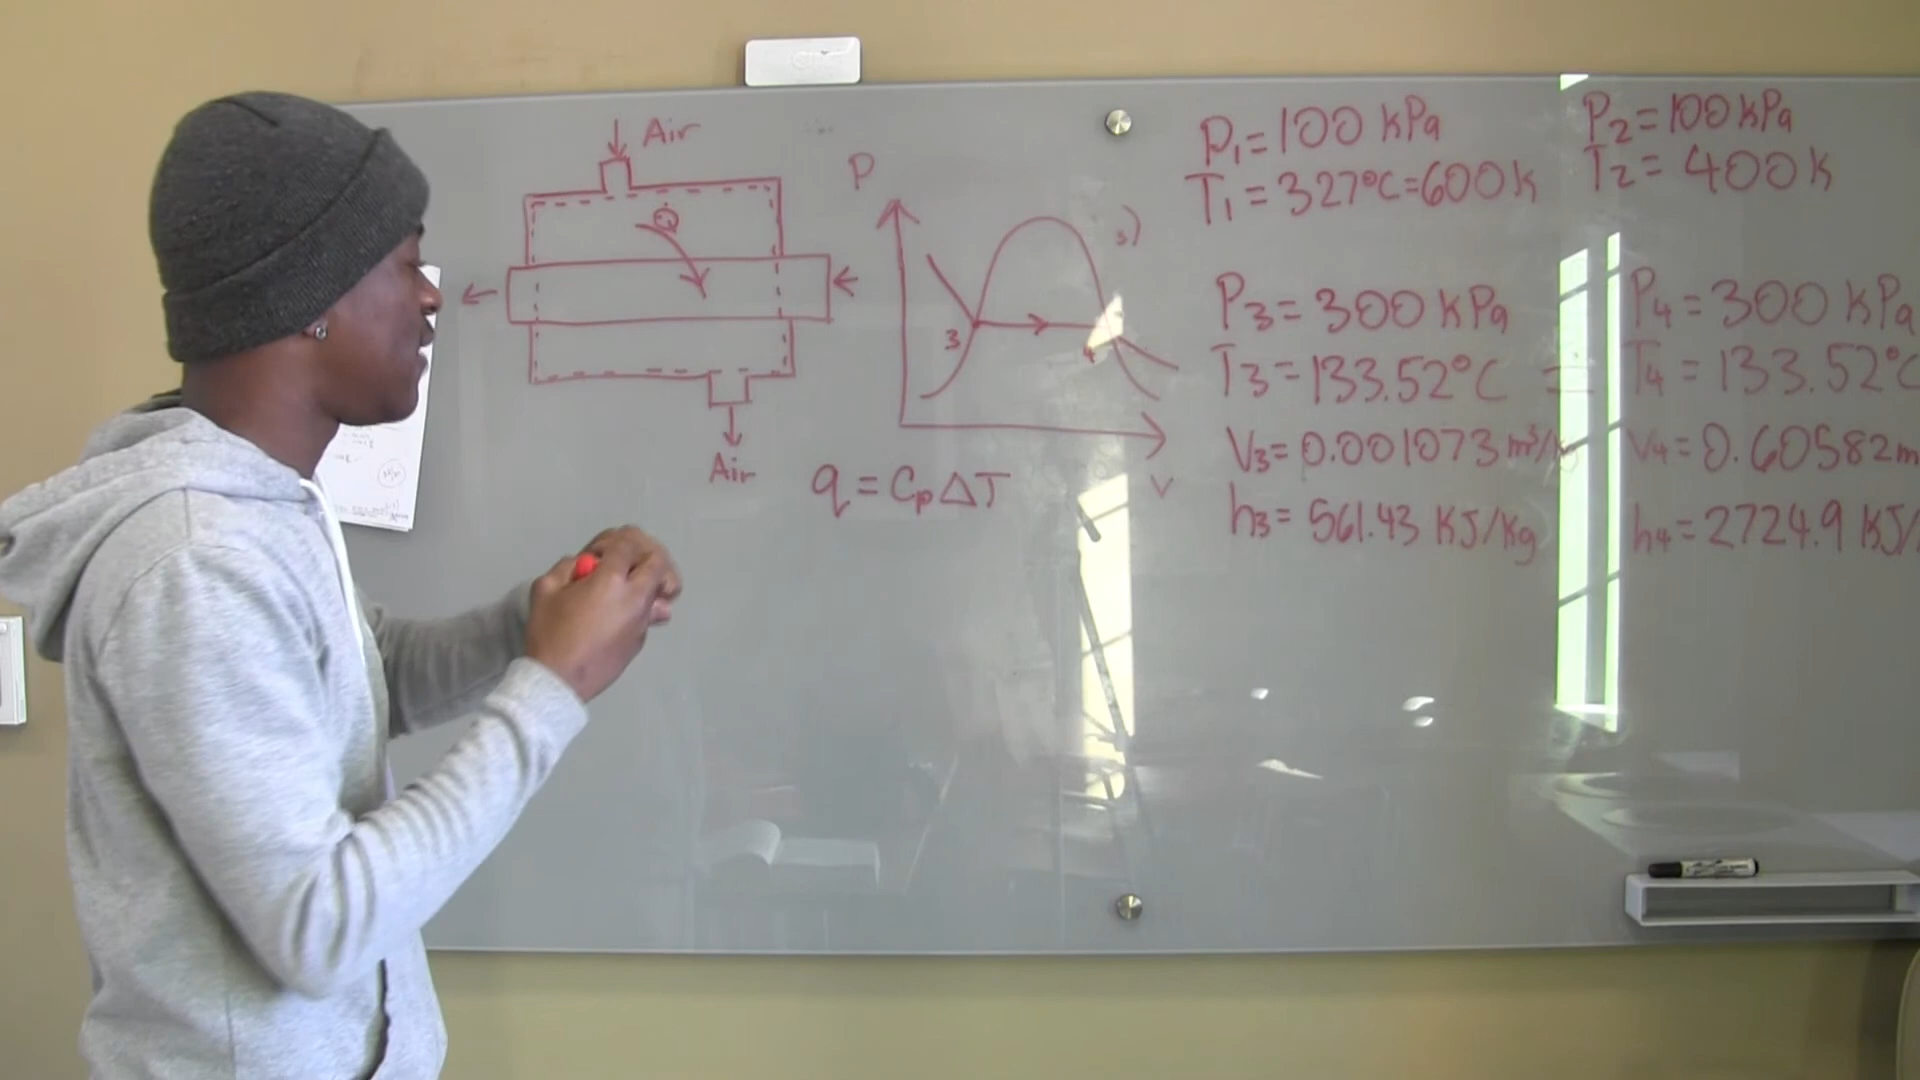 Air
Q̇
Air
P
3
4
V
s)
q = Cp ΔT
P1 = 100 kPa
T1 = 327°C = 600 K
P2 = 100 kPa
T2 = 400 K
P3 = 300 kPa
T3 = 133.52°C =
V3 = 0.001073 m³/kg
h3 = 561.43 KJ/Kg
P4 = 300 kPa
T4 = 133.52°C
V4 = 0.60582 m
h4 = 2724.9 KJ/